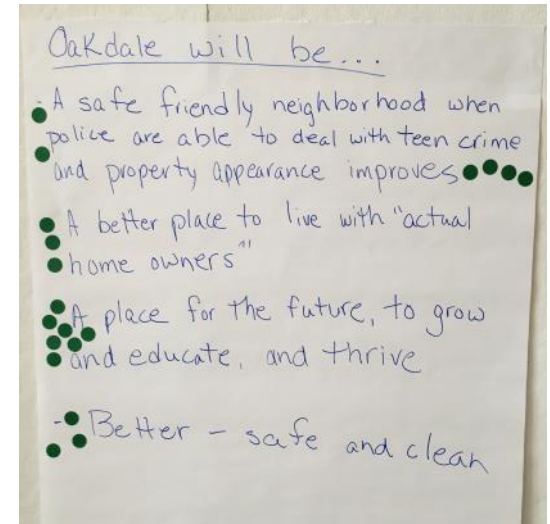 Oakdale will be...
- A safe friendly neighborhood when
police are able to deal with teen crime
and property appearance improves
A better place to live with "actual
home owners"
A place for the future, to grow
and educate, and thrive
- Better - safe and clean